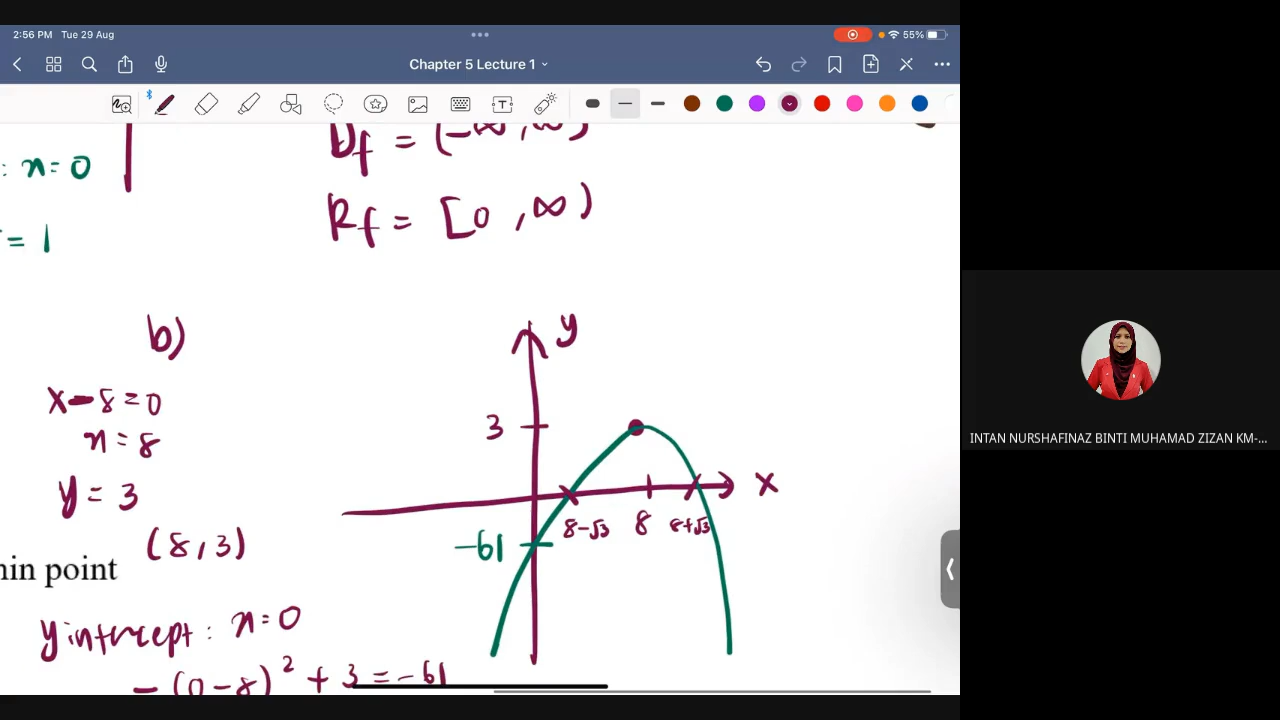 2:56 PM Tue 29 Aug
55%
Chapter 5 Lecture 1
Df = (-∞, ∞)
: x = 0
Rf = [0, ∞)
= 1
b)
y
x - 8 = 0
x = 8
3
y = 3
x
8-√3 8 8+√3
(8, 3)
-61
nin point
y intercept : x = 0
- (0-8)² + 3 = -61
INTAN NURSHAFINAZ BINTI MUHAMAD ZIZAN KM-...